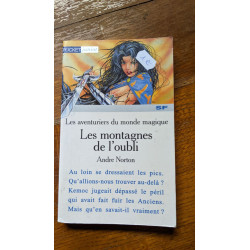 SF
Les aventuriers du monde magique
Les montagnes
de l'oubli
Andre Norton
Au loin se dressaient les pics.
Qu'allions-nous trouver au-delà ?
Kemoc jugeait dépassé le péril
qui avait fait fuir les Anciens.
Mais qu'en savait-il vraiment ?